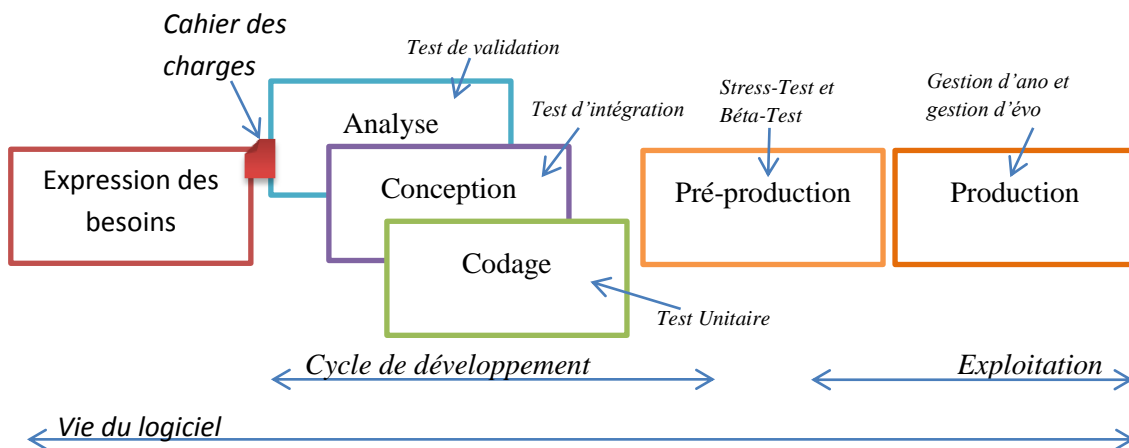 Cahier des
charges
Test de validation
Analyse
Test d'intégration
Stress-Test et
Béta-Test
Gestion d'ano et
gestion d'évo
Expression des
besoins
Conception
Pré-production
Production
Codage
Test Unitaire
Cycle de développement
Exploitation
Vie du logiciel